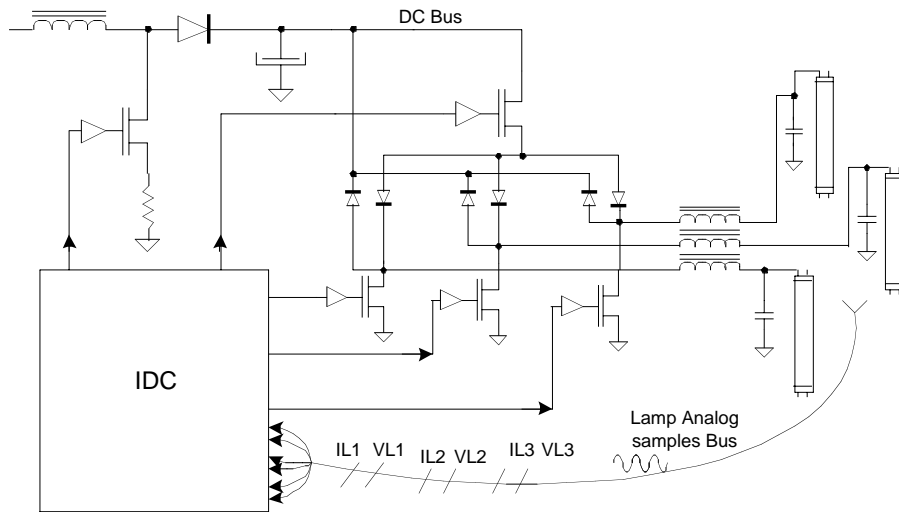 DC Bus
IDC
Lamp Analog
samples Bus
IL1 VL1
IL2 VL2
IL3 VL3